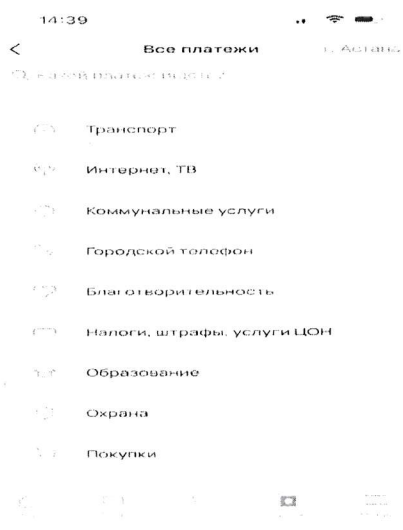 14:39
Все платежи
г. Астана
Транспорт
Интернет, ТВ
Коммунальные услуги
Городской телефон
Благотворительность
Налоги, штрафы, услуги ЦОН
Образование
Охрана
Покупки